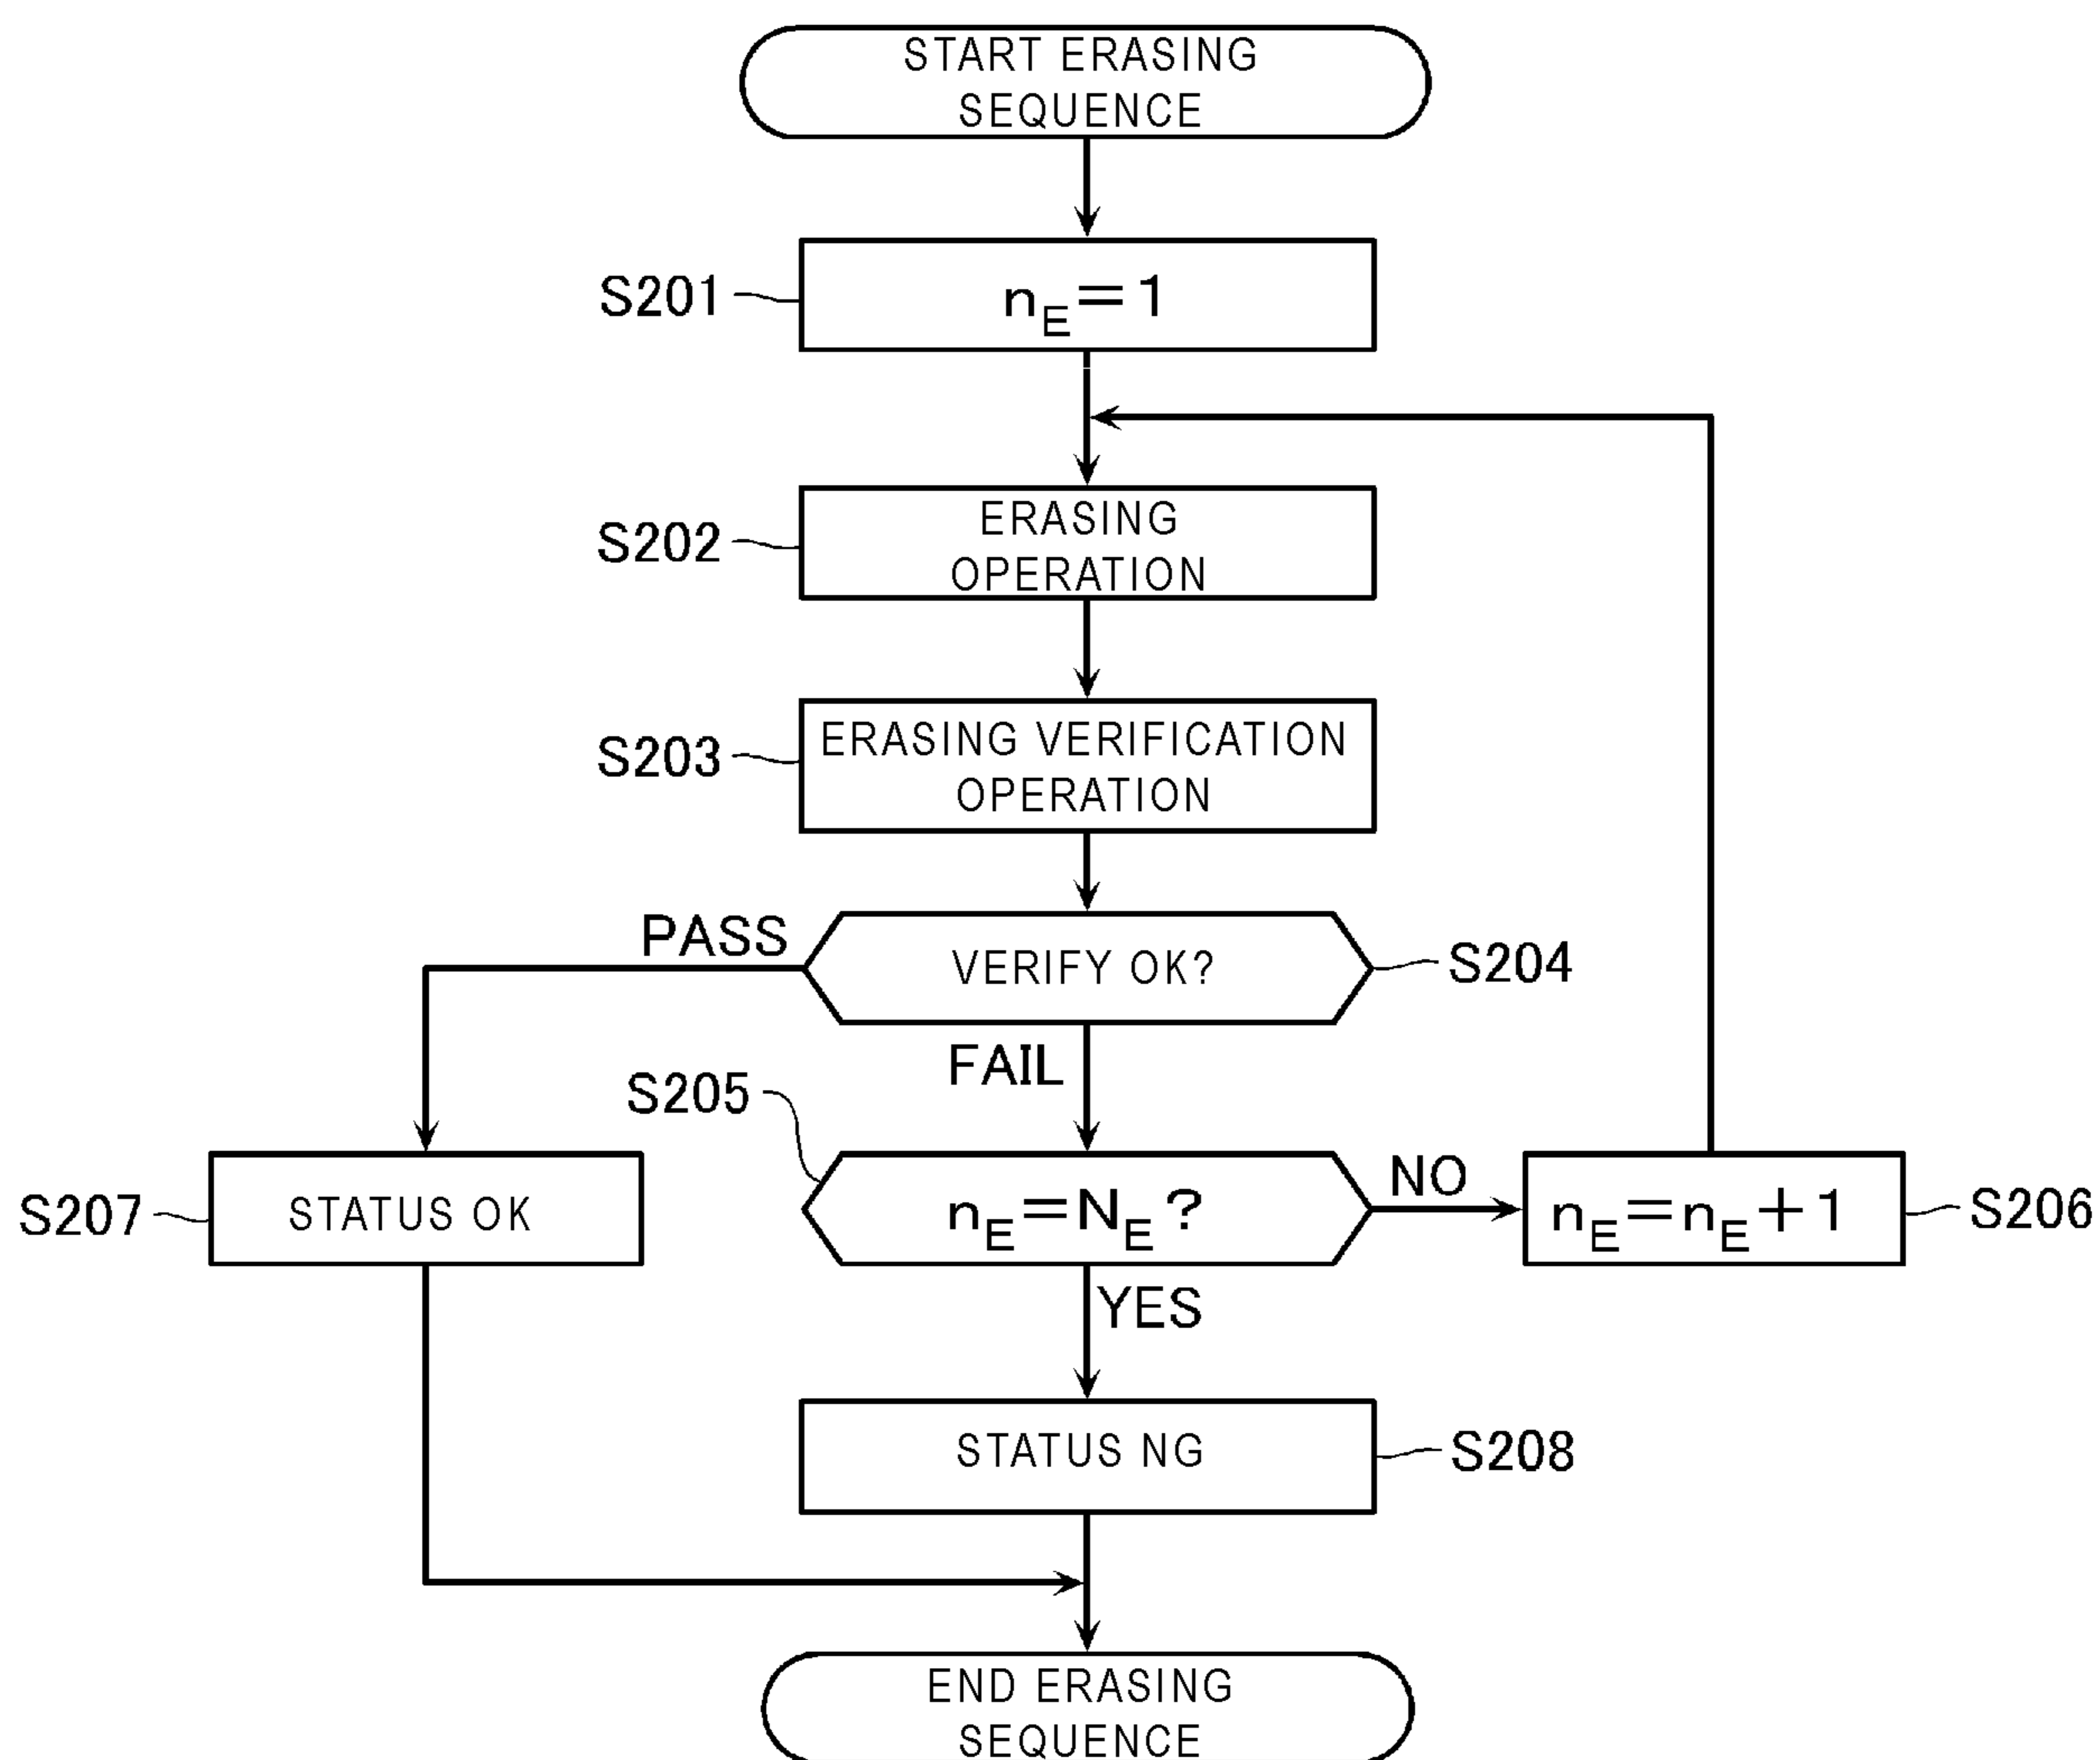 START ERASING
SEQUENCE
S201
nE=1
S202
ERASING
OPERATION
S203
ERASING VERIFICATION
OPERATION
PASS
VERIFY OK?
S204
FAIL
S205
S207
STATUS OK
nE=NE?
NO
nE=nE+1
S206
YES
STATUS NG
S208
END ERASING
SEQUENCE